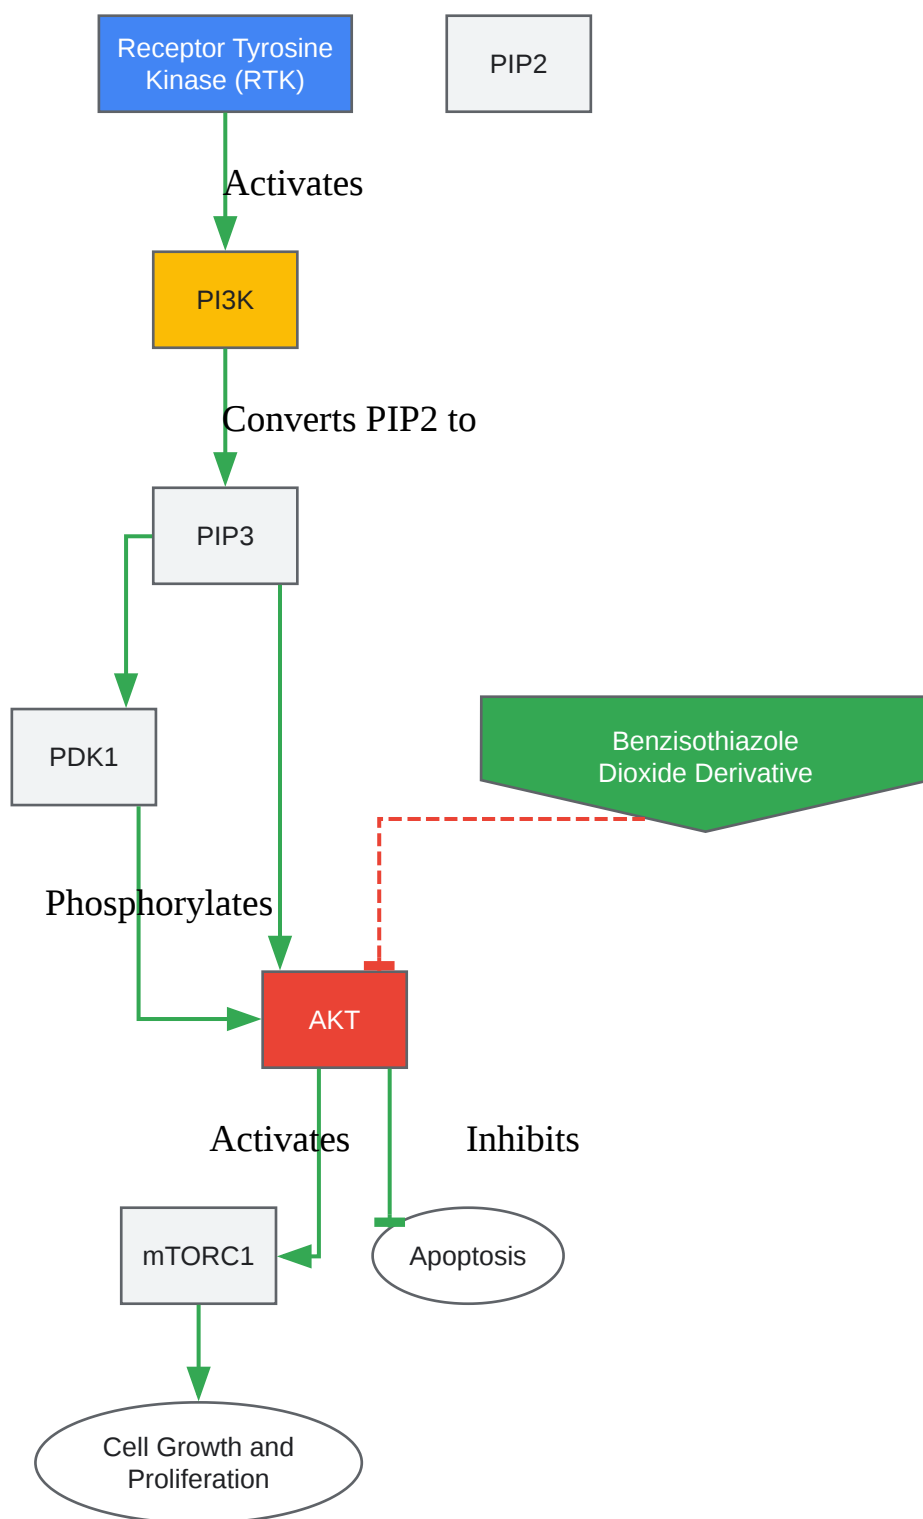 Receptor Tyrosine
Kinase (RTK)
PIP2
Activates
PI3K
Converts PIP2 to
PIP3
PDK1
Benzisothiazole
Dioxide Derivative
Phosphorylates
AKT
Activates
Inhibits
mTORC1
Apoptosis
Cell Growth and
Proliferation